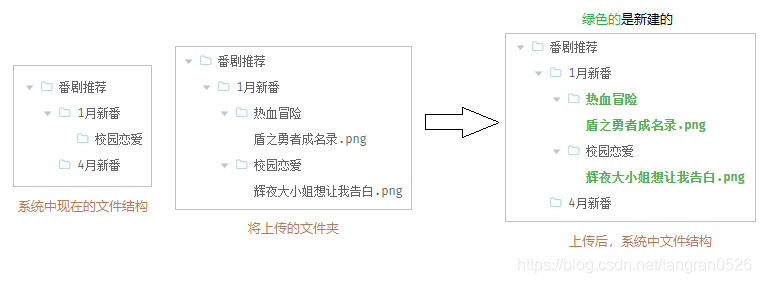 番剧推荐
1月新番
校园恋爱
4月新番
系统中现在的文件结构
番剧推荐
1月新番
热血冒险
盾之勇者成名录.png
校园恋爱
辉夜大小姐想让我告白.png
将上传的文件夹
绿色的是新建的
番剧推荐
1月新番
热血冒险
盾之勇者成名录.png
校园恋爱
辉夜大小姐想让我告白.png
4月新番
上传后，系统中文件结构
https://blog.csdn.net/tangran0526